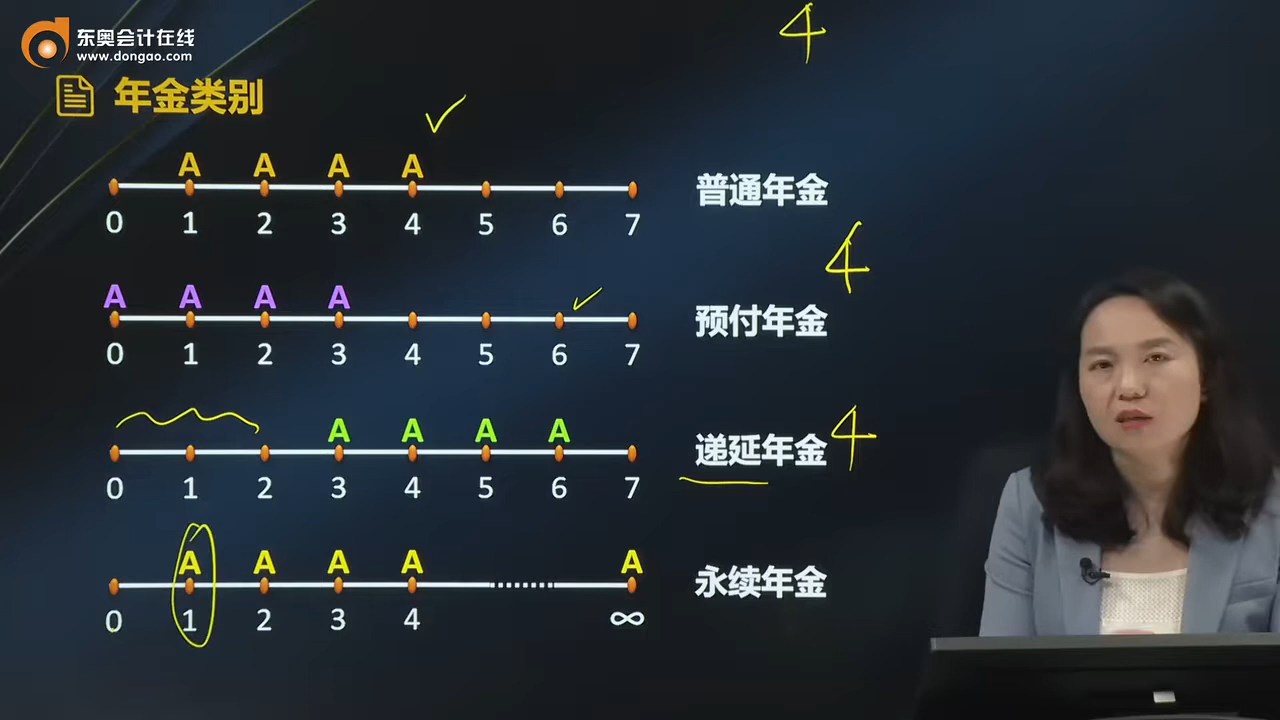 东奥会计在线
www.dongao.com
4
年金类别
A A A A
0 1 2 3 4 5 6 7
普通年金
4
A A A A
0 1 2 3 4 5 6 7
预付年金
A A A A
0 1 2 3 4 5 6 7
递延年金 4
A A A A A
0 1 2 3 4 ∞
永续年金